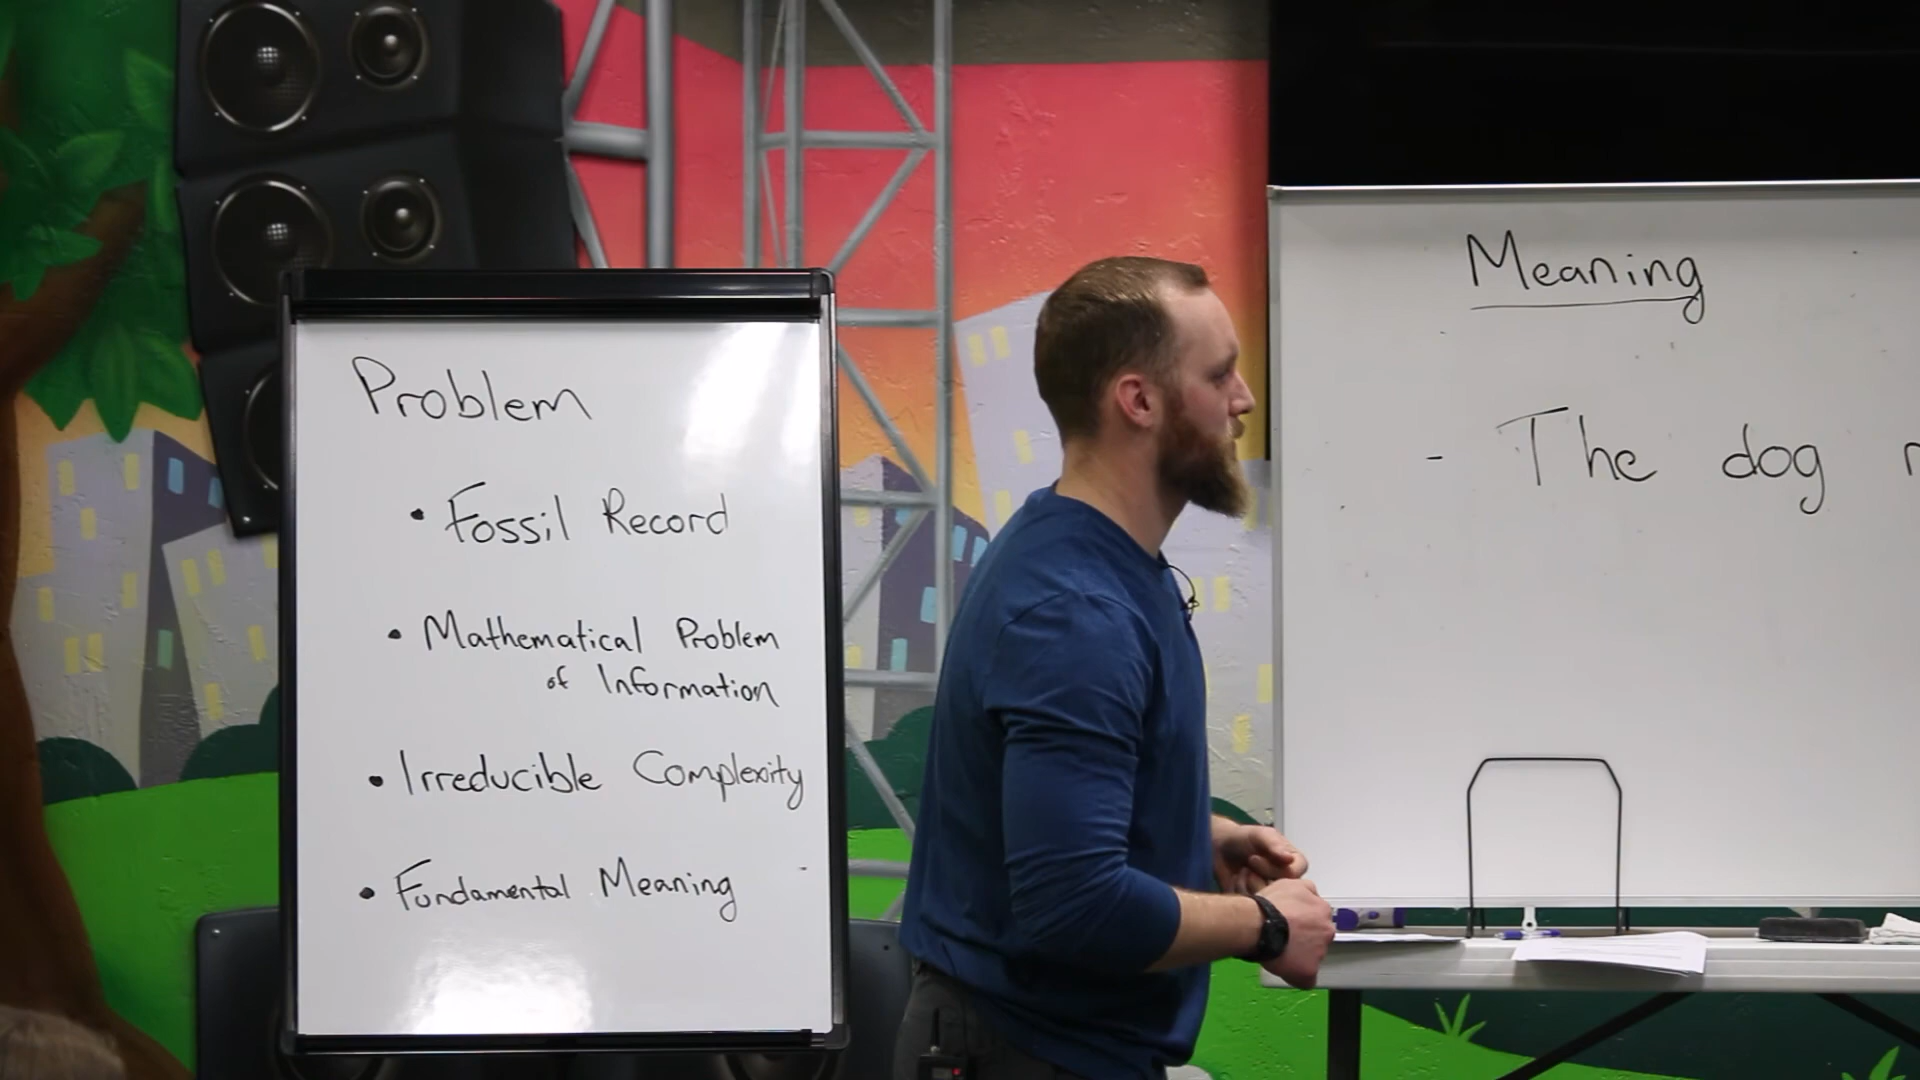 Problem
• Fossil Record
• Mathematical Problem
of Information
• Irreducible Complexity
• Fundamental Meaning
Meaning
- The dog